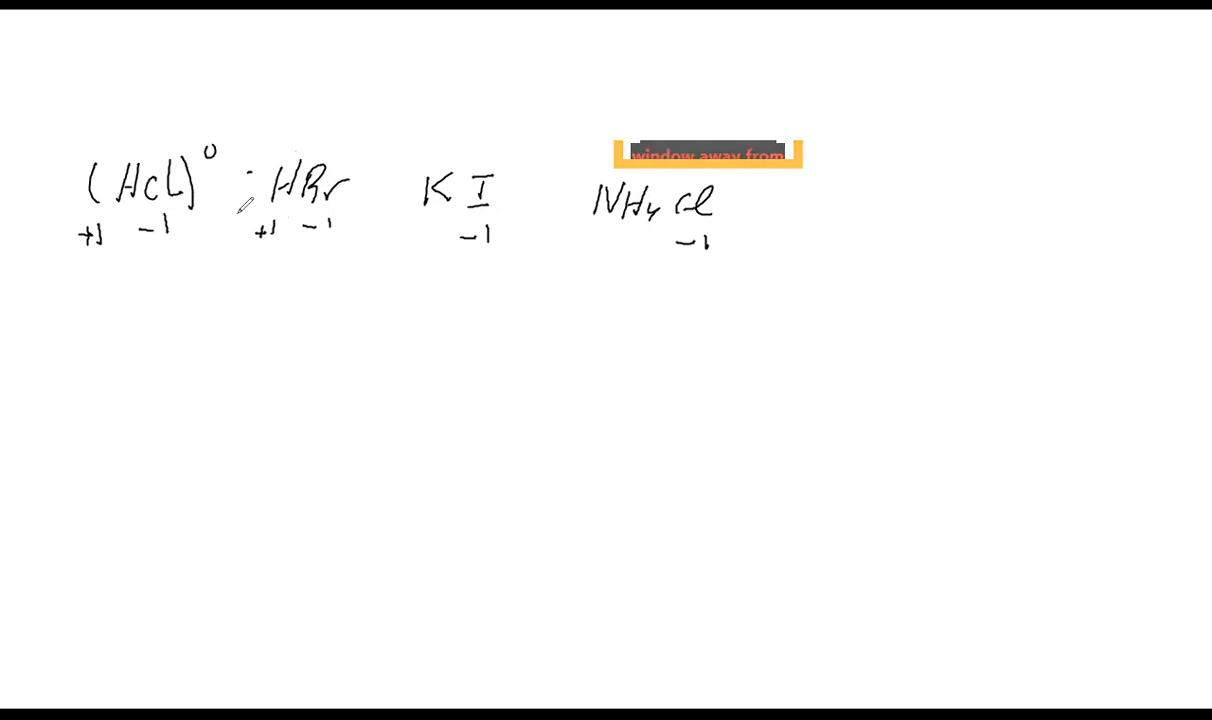 window away from
(HCl)⁰ ; HBr KI NH₄Cl
+1 -1 +1 -1 -1 -1